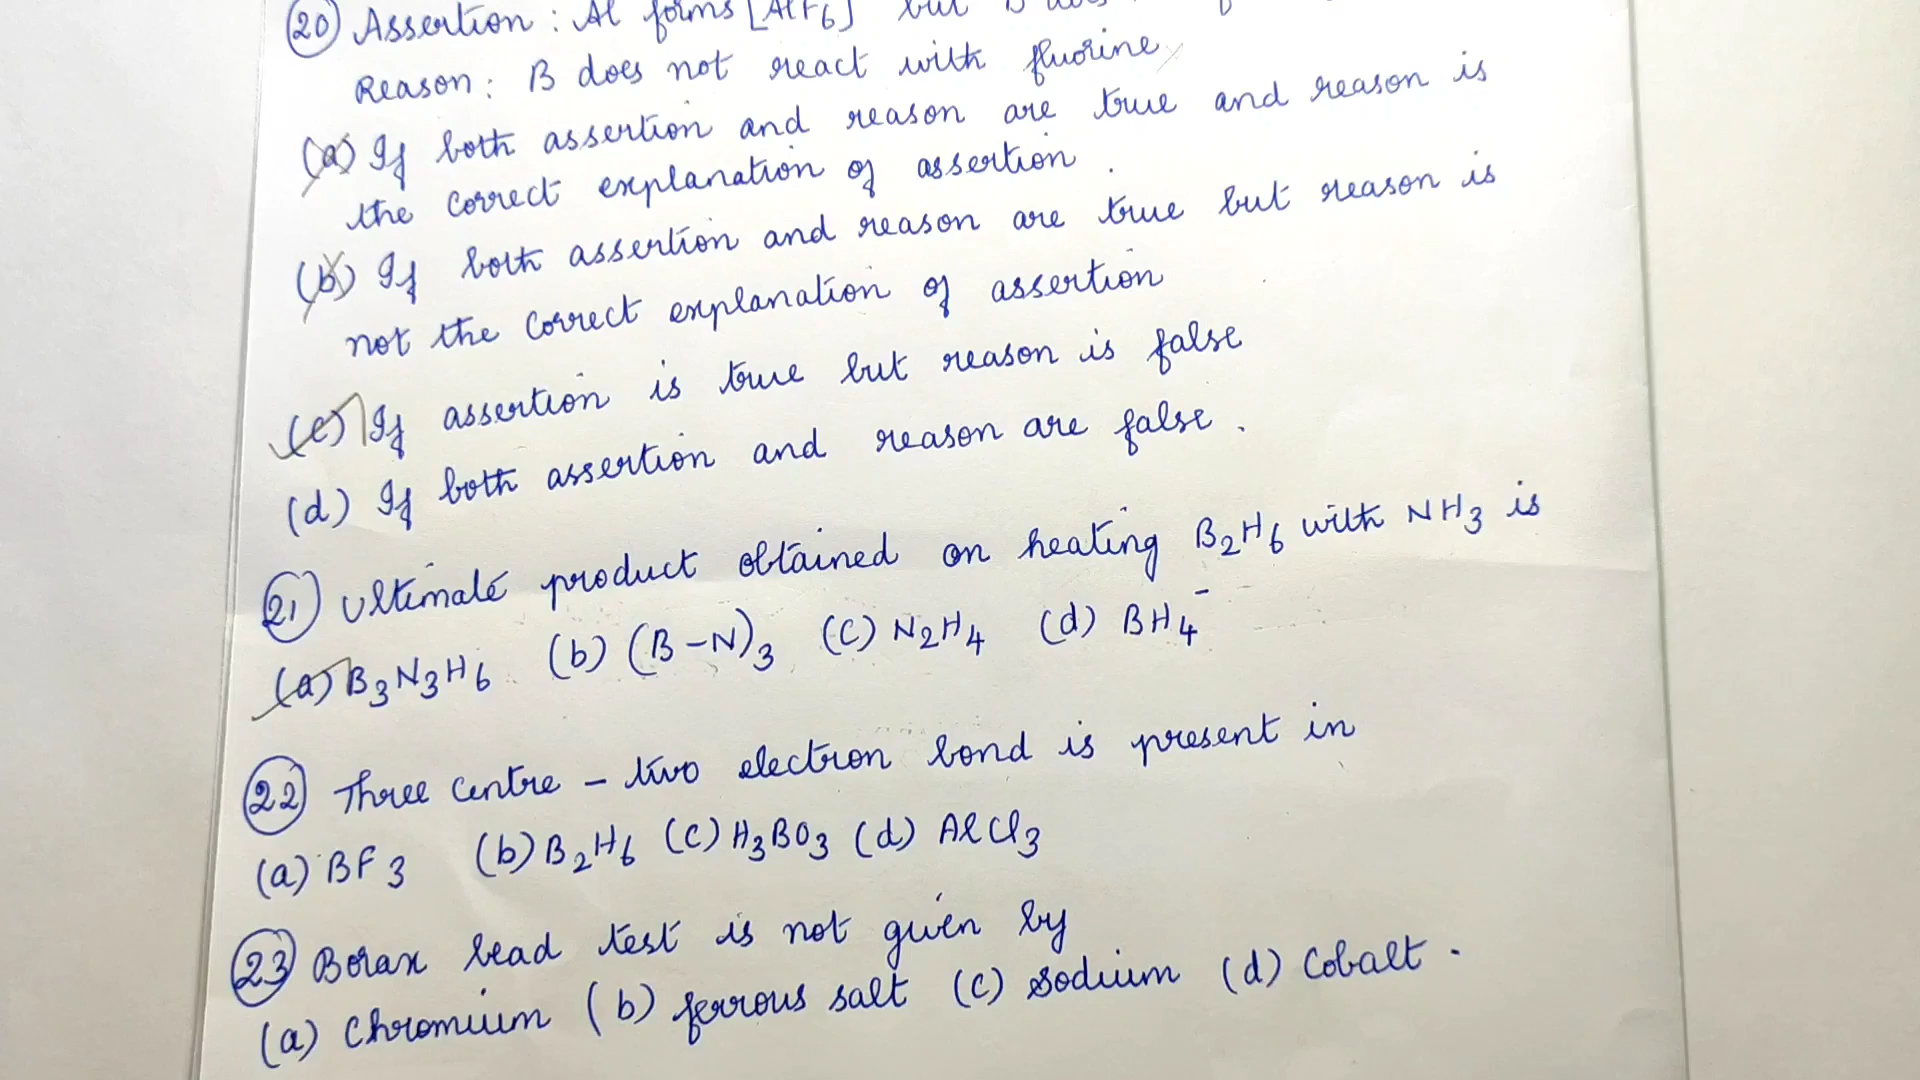 (20) Assertion : Al forms [AlF6] but B does
Reason : B does not react with fluorine
(a) If both assertion and reason are true and reason is
the correct explanation of assertion .
(b) If both assertion and reason are true but reason is
not the correct explanation of assertion
(c) If assertion is true but reason is false
(d) If both assertion and reason are false .
(21) Ultimate product obtained on heating B2H6 with NH3 is
(a) B3N3H6 (b) (B-N)3 (c) N2H4 (d) BH4-
(22) Three centre - two electron bond is present in
(a) BF3 (b) B2H6 (c) H3BO3 (d) AlCl3
(23) Borax bead test is not given by
(a) Chromium (b) ferrous salt (c) Sodium (d) Cobalt .